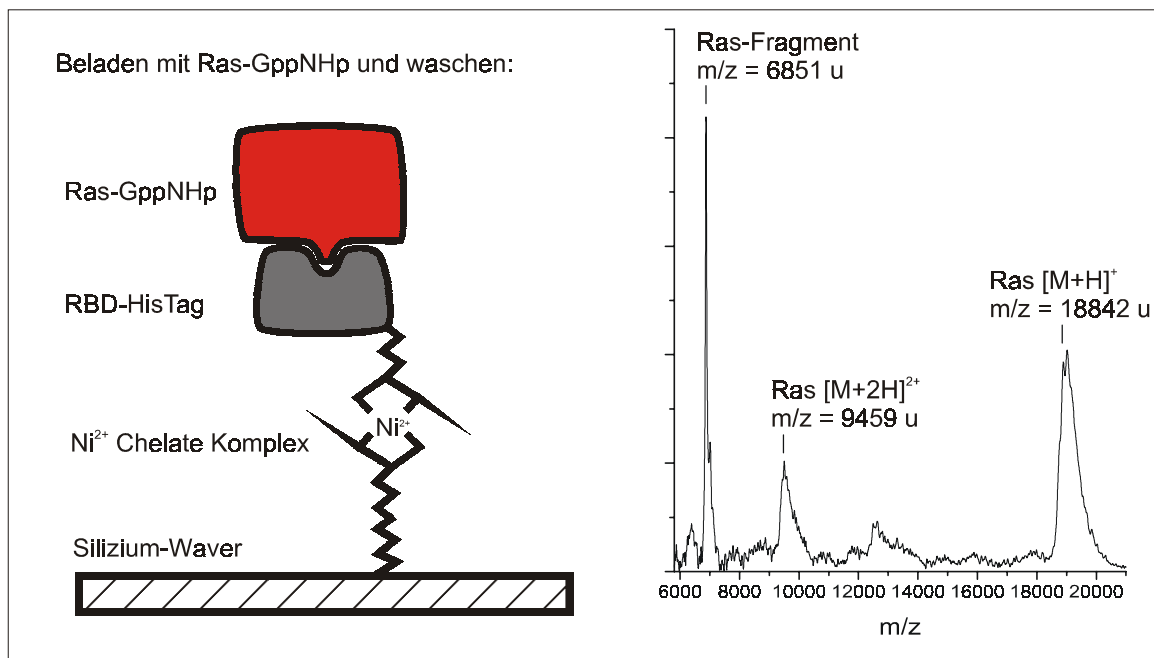 Beladen mit Ras-GppNHp und waschen:
Ras-GppNHp
RBD-HisTag
Ni²⁺
Ni²⁺ Chelate Komplex
Silizium-Waver
Ras-Fragment
m/z = 6851 u
Ras [M+2H]²⁺
m/z = 9459 u
Ras [M+H]⁺
m/z = 18842 u
6000 8000 10000 12000 14000 16000 18000 20000
m/z